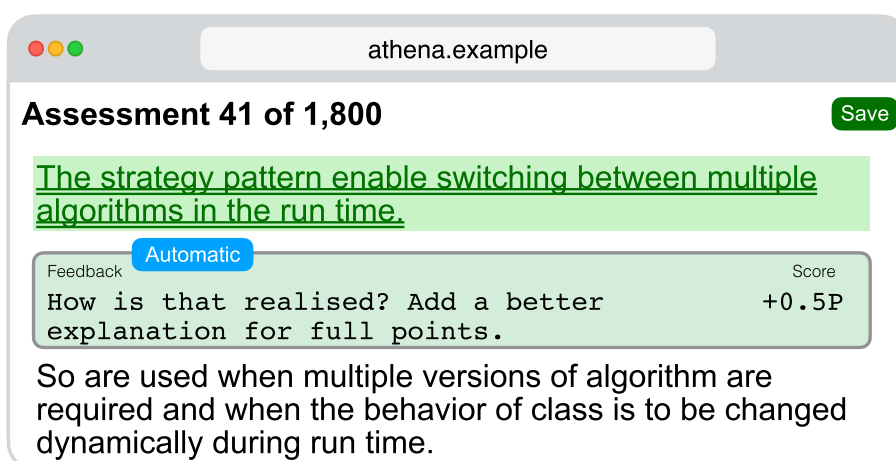 athena.example
Assessment 41 of 1,800
Save
The strategy pattern enable switching between multiple
algorithms in the run time.
Automatic
Feedback
Score
How is that realised? Add a better
+0.5P
explanation for full points.
So are used when multiple versions of algorithm are
required and when the behavior of class is to be changed
dynamically during run time.